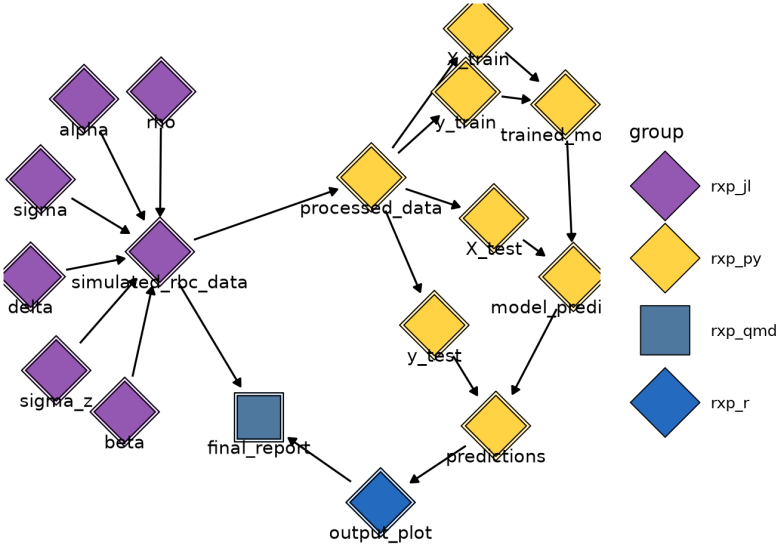 X_train
alpha
rho
y_train
trained_mo
group
rxp_jl
sigma
processed_data
X_test
rxp_py
simulated_rbc_data
delta
model_predi
rxp_qmd
y_test
sigma_z
rxp_r
beta
final_report
predictions
output_plot